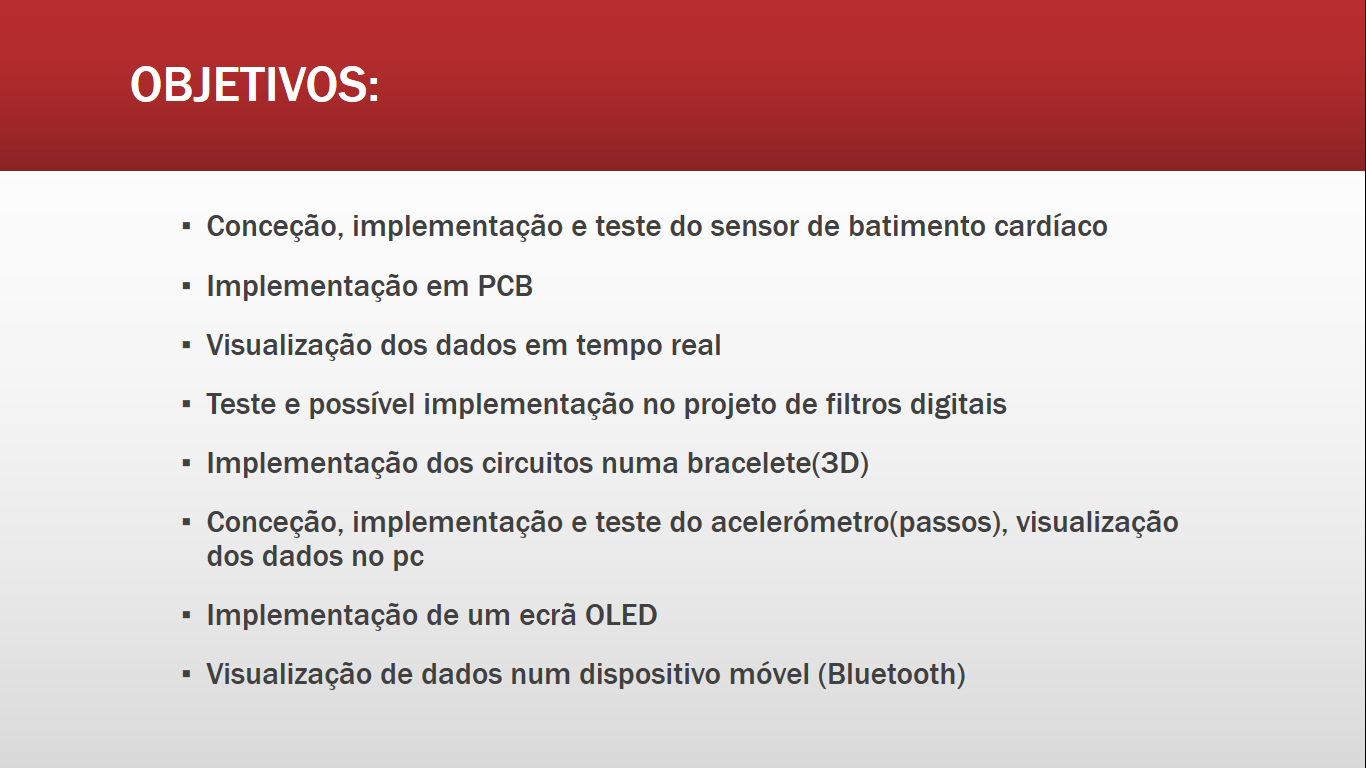 OBJETIVOS:
▪ Conceção, implementação e teste do sensor de batimento cardíaco
▪ Implementação em PCB
▪ Visualização dos dados em tempo real
▪ Teste e possível implementação no projeto de filtros digitais
▪ Implementação dos circuitos numa bracelete(3D)
▪ Conceção, implementação e teste do acelerómetro(passos), visualização
dos dados no pc
▪ Implementação de um ecrã OLED
▪ Visualização de dados num dispositivo móvel (Bluetooth)